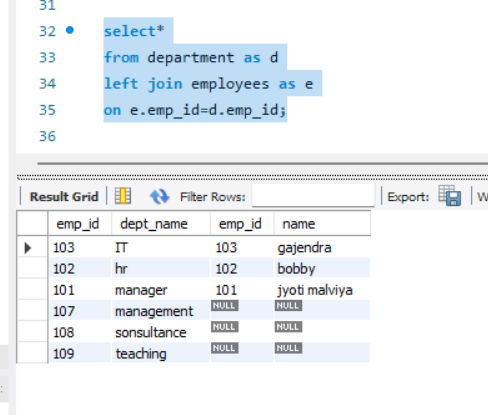 31
32 select*
33 from department as d
34 left join employees as e
35 on e.emp_id=d.emp_id;
36
Result Grid Filter Rows: Export: W
emp_id dept_name emp_id name
103 IT 103 gajendra
102 hr 102 bobby
101 manager 101 jyoti malviya
107 management NULL NULL
108 sonsultance NULL NULL
109 teaching NULL NULL
: